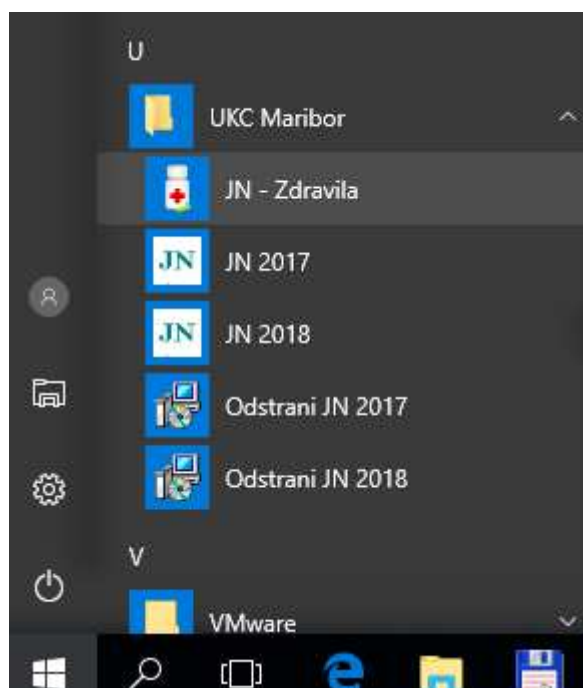 U
UKC Maribor
JN - Zdravila
JN JN 2017
JN JN 2018
Odstrani JN 2017
Odstrani JN 2018
V
VMware